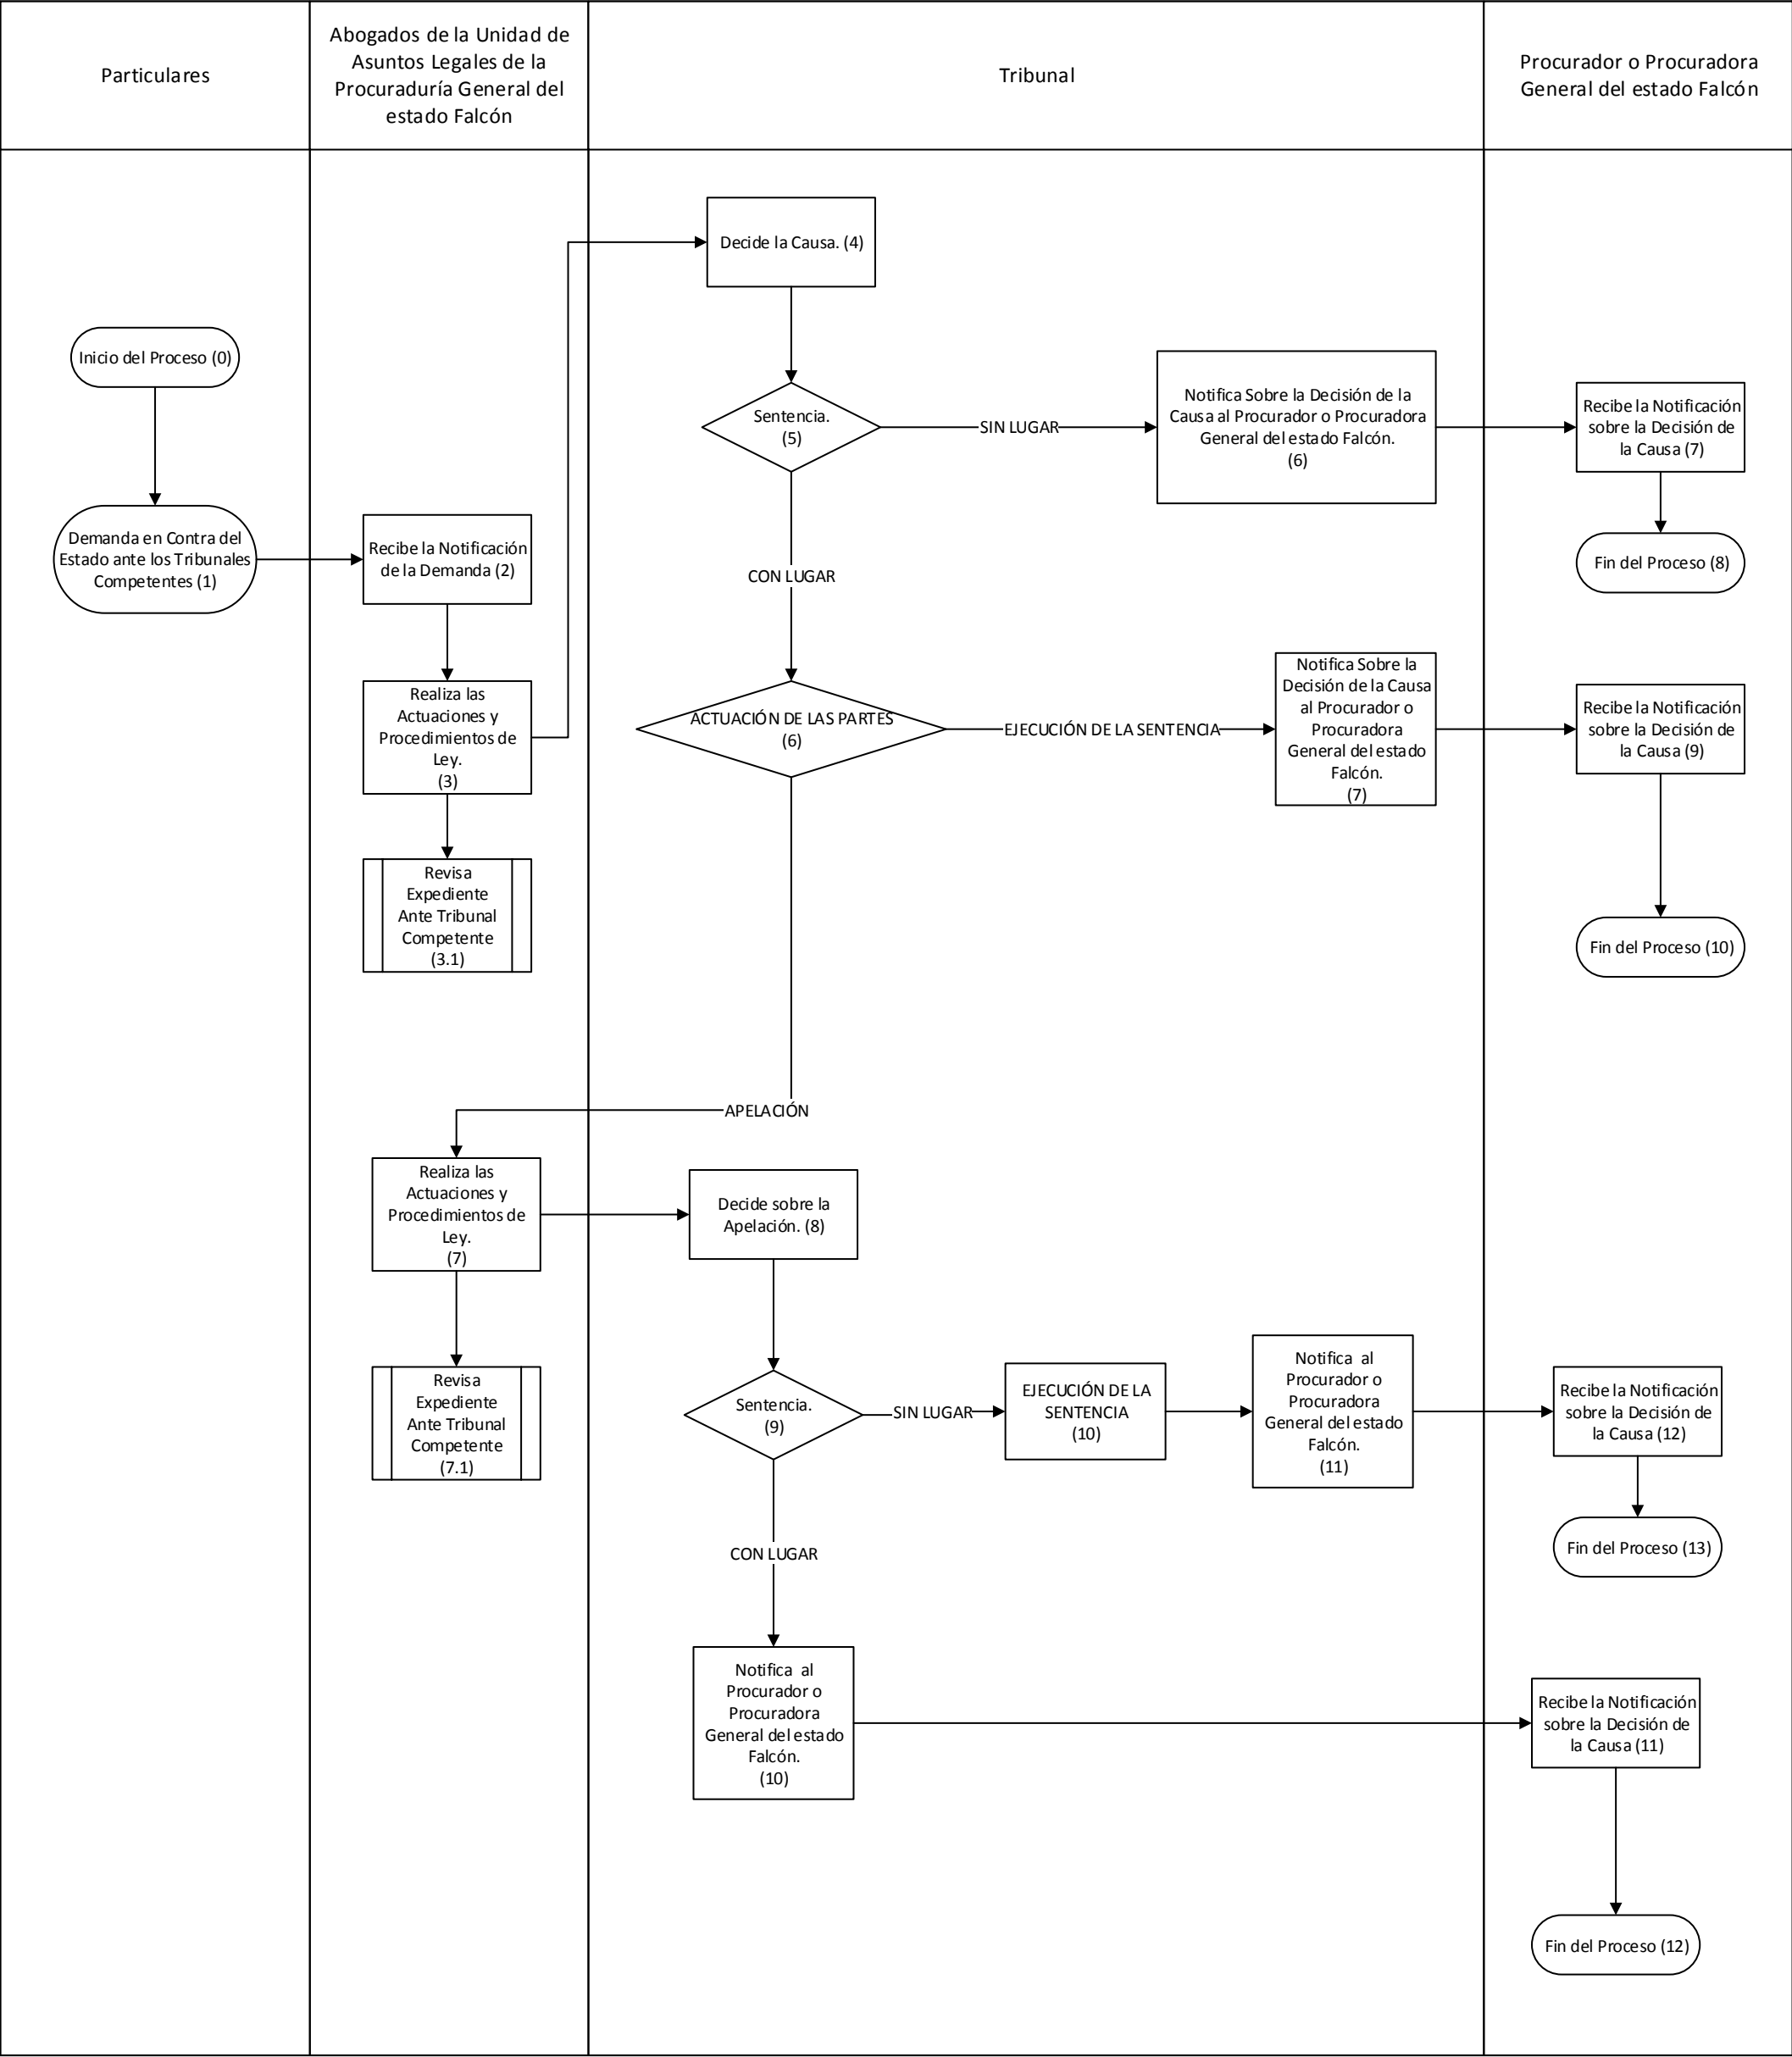 Particulares
Abogados de la Unidad de
Asuntos Legales de la
Procuraduría General del
estado Falcón
Tribunal
Procurador o Procuradora
General del estado Falcón
Inicio del Proceso (0)
Demanda en Contra del
Estado ante los Tribunales
Competentes (1)
Recibe la Notificación
de la Demanda (2)
Realiza las
Actuaciones y
Procedimientos de
Ley.
(3)
Revisa
Expediente
Ante Tribunal
Competente
(3.1)
Decide la Causa. (4)
Sentencia.
(5)
SIN LUGAR
Notifica Sobre la Decisión de la
Causa al Procurador o Procuradora
General del estado Falcón.
(6)
Recibe la Notificación
sobre la Decisión de
la Causa (7)
Fin del Proceso (8)
CON LUGAR
ACTUACIÓN DE LAS PARTES
(6)
EJECUCIÓN DE LA SENTENCIA
Notifica Sobre la
Decisión de la Causa
al Procurador o
Procuradora
General del estado
Falcón.
(7)
Recibe la Notificación
sobre la Decisión de
la Causa (9)
Fin del Proceso (10)
APELACIÓN
Realiza las
Actuaciones y
Procedimientos de
Ley.
(7)
Revisa
Expediente
Ante Tribunal
Competente
(7.1)
Decide sobre la
Apelación. (8)
Sentencia.
(9)
SIN LUGAR
EJECUCIÓN DE LA
SENTENCIA
(10)
Notifica al
Procurador o
Procuradora
General del estado
Falcón.
(11)
Recibe la Notificación
sobre la Decisión de
la Causa (12)
Fin del Proceso (13)
CON LUGAR
Notifica al
Procurador o
Procuradora
General del estado
Falcón.
(10)
Recibe la Notificación
sobre la Decisión de
la Causa (11)
Fin del Proceso (12)